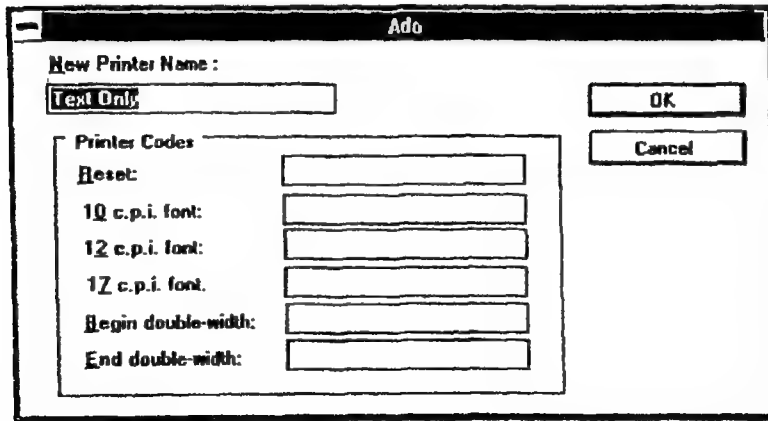 Ado
New Printer Name :
Text Only
OK
Printer Codes
Cancel
Reset:
10 c.p.i. font:
12 c.p.i. font:
17 c.p.i. font.
Begin double-width:
End double-width: